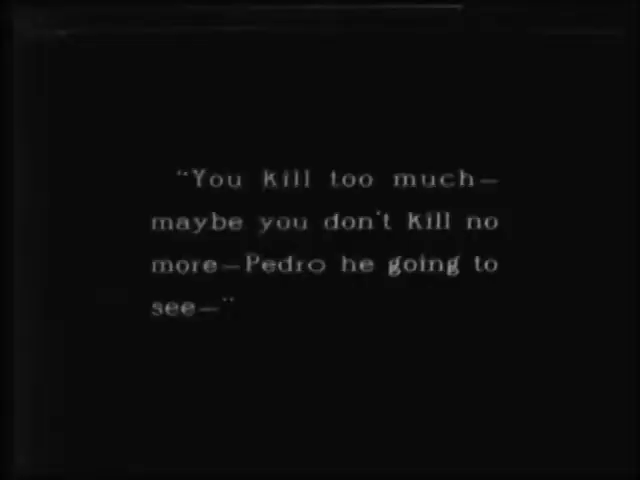 "You kill too much—
maybe you don't kill no
more—Pedro he going to
see—"